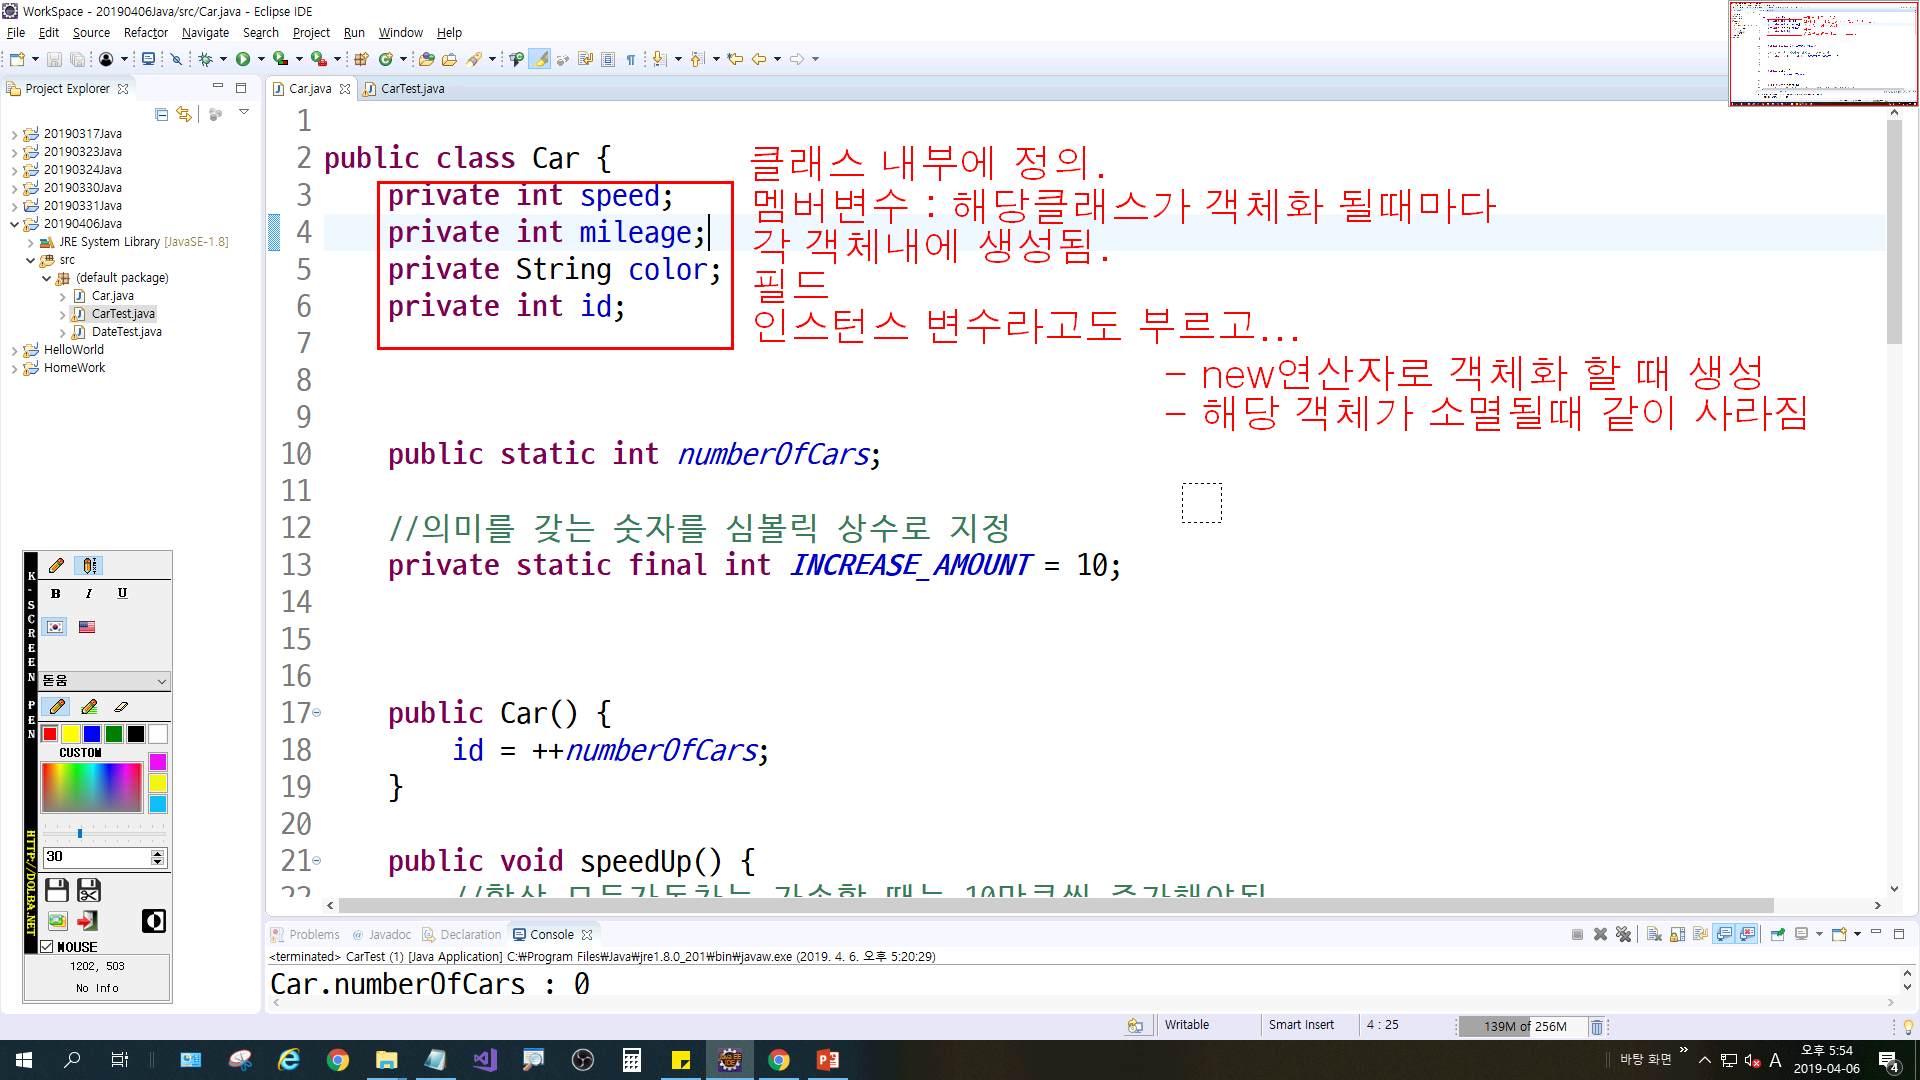 WorkSpace - 20190406Java/src/Car.java - Eclipse IDE
File Edit Source Refactor Navigate Search Project Run Window Help
Project Explorer
Car.java
CarTest.java
20190317Java
20190323Java
20190324Java
20190330Java
20190331Java
20190406Java
JRE System Library [JavaSE-1.8]
src
(default package)
Car.java
CarTest.java
DateTest.java
HelloWorld
HomeWork
1
2 public class Car {
3 private int speed;
4 private int mileage;
5 private String color;
6 private int id;
7
8
9
10 public static int numberOfCars;
11
12 //의미를 갖는 숫자를 심볼릭 상수로 지정
13 private static final int INCREASE_AMOUNT = 10;
14
15
16
17 public Car() {
18 id = ++numberOfCars;
19 }
20
21 public void speedUp() {
22
클래스 내부에 정의.
멤버변수 : 해당클래스가 객체화 될때마다
각 객체내에 생성됨.
필드
인스턴스 변수라고도 부르고...
- new연산자로 객체화 할 때 생성
- 해당 객체가 소멸될때 같이 사라짐
K-SCREEN PEN
HTTP://DOLBA.NET
B I U
돋움
CUSTOM
30
MOUSE
1202, 503
No Info
Problems @ Javadoc Declaration Console
<terminated> CarTest (1) [Java Application] C:₩Program Files₩Java₩jre1.8.0_201₩bin₩javaw.exe (2019. 4. 6. 오후 5:20:29)
Car.numberOfCars : 0
Writable
Smart Insert
4 : 25
139M of 256M
바탕 화면
A
오후 5:54
2019-04-06
4